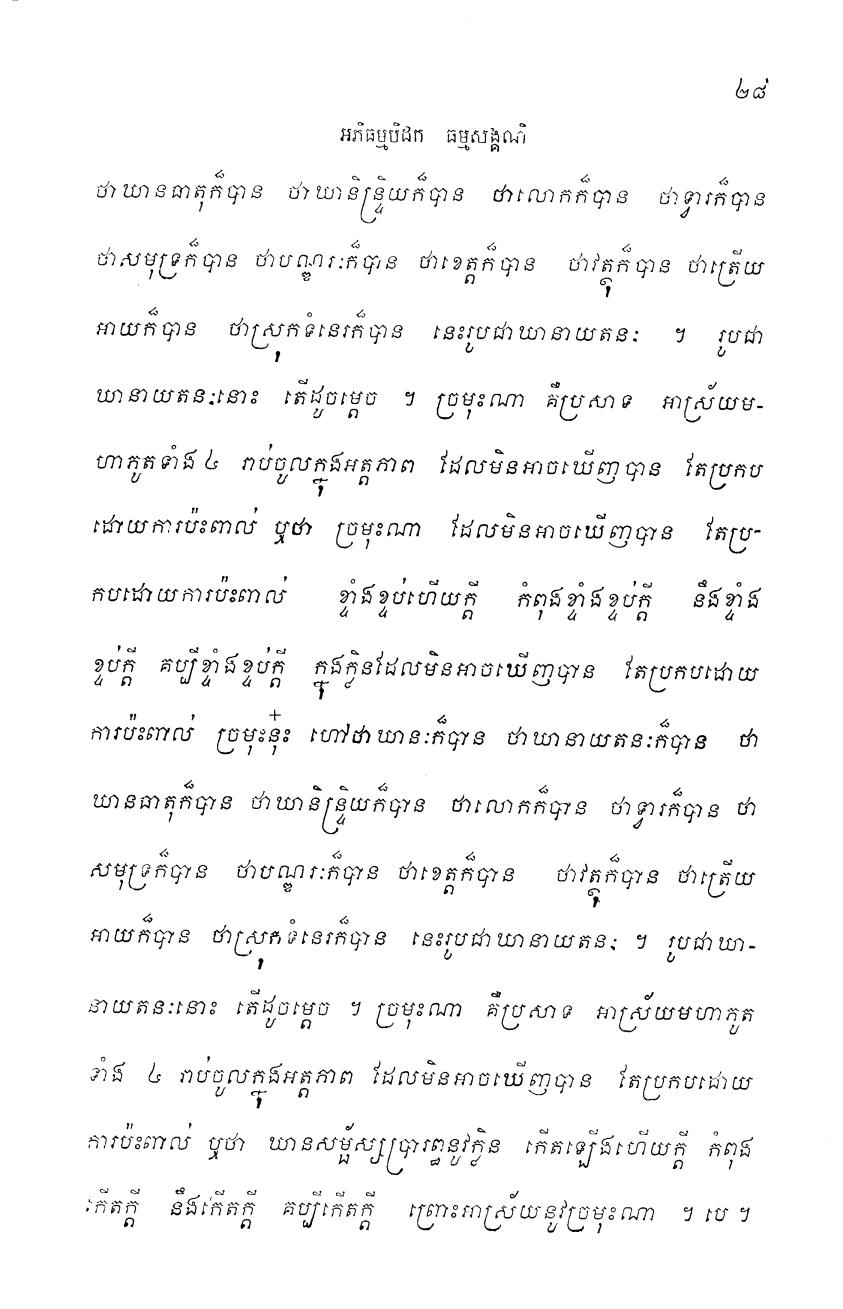 ២៨
អភិធម្មបិដក ធម្មសង្គណិ
ថាឃានធាតុក៏បាន ថាឃានិន្ទ្រិយក៏បាន ថាលោកក៏បាន ថាទ្វារក៏បាន
ថាសមុទ្រក៏បាន ថាបណ្ឌរៈក៏បាន ថាខេត្តក៏បាន ថាវត្ថុក៏បាន ថាត្រើយ
អាយក៏បាន ថាស្រុកទំនេរក៏បាន នេះរូបជាឃានាយតនៈ ។ រូបជា
ឃានាយតនៈនោះ តើដូចម្តេច ។ ច្រមុះណា គឺប្រសាទ អាស្រ័យម-
ហាភូតទាំង ៤ រាប់ចូលក្នុងអត្តភាព ដែលមិនអាចឃើញបាន តែប្រកប
ដោយការប៉ះពាល់ ឬថា ច្រមុះណា ដែលមិនអាចឃើញបាន តែប្រ-
កបដោយការប៉ះពាល់ ខ្ទាំងខ្ទប់ហើយក្តី កំពុងខ្ទាំងខ្ទប់ក្តី នឹងខ្ទាំង
ខ្ទប់ក្តី គប្បីខ្ទាំងខ្ទប់ក្តី ក្នុងក្លិនដែលមិនអាចឃើញបាន តែប្រកបដោយ
ការប៉ះពាល់ ច្រមុះនុ៎ះ ហៅថាឃានៈក៏បាន ថាឃានាយតនៈក៏បាន ថា
ឃានធាតុក៏បាន ថាឃានិន្ទ្រិយក៏បាន ថាលោកក៏បាន ថាទ្វារក៏បាន ថា
សមុទ្រក៏បាន ថាបណ្ឌរៈក៏បាន ថាខេត្តក៏បាន ថាវត្ថុក៏បាន ថាត្រើយ
អាយក៏បាន ថាស្រុកទំនេរក៏បាន នេះរូបជាឃានាយតនៈ ។ រូបជាឃា-
នាយតនៈនោះ តើដូចម្តេច ។ ច្រមុះណា គឺប្រសាទ អាស្រ័យមហាភូត
ទាំង ៤ រាប់ចូលក្នុងអត្តភាព ដែលមិនអាចឃើញបាន តែប្រកបដោយ
ការប៉ះពាល់ ឬថា ឃានសម្ផ័ស្សប្រារព្ធនូវក្លិន កើតឡើងហើយក្តី កំពុង
កើតក្តី នឹងកើតក្តី គប្បីកើតក្តី ព្រោះអាស្រ័យនូវច្រមុះណា ។ បេ ។